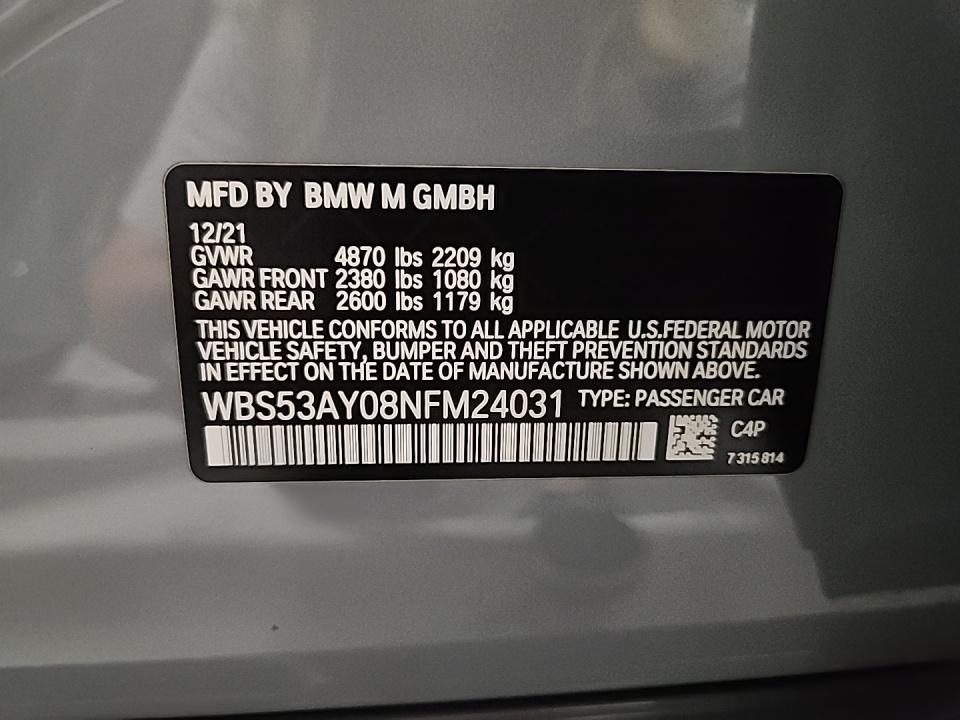 MFD BY BMW M GMBH
12/21
GVWR 4870 lbs 2209 kg
GAWR FRONT 2380 lbs 1080 kg
GAWR REAR 2600 lbs 1179 kg
THIS VEHICLE CONFORMS TO ALL APPLICABLE U.S.FEDERAL MOTOR
VEHICLE SAFETY, BUMPER AND THEFT PREVENTION STANDARDS
IN EFFECT ON THE DATE OF MANUFACTURE SHOWN ABOVE.
WBS53AY08NFM24031 TYPE: PASSENGER CAR
C4P
7 315 814